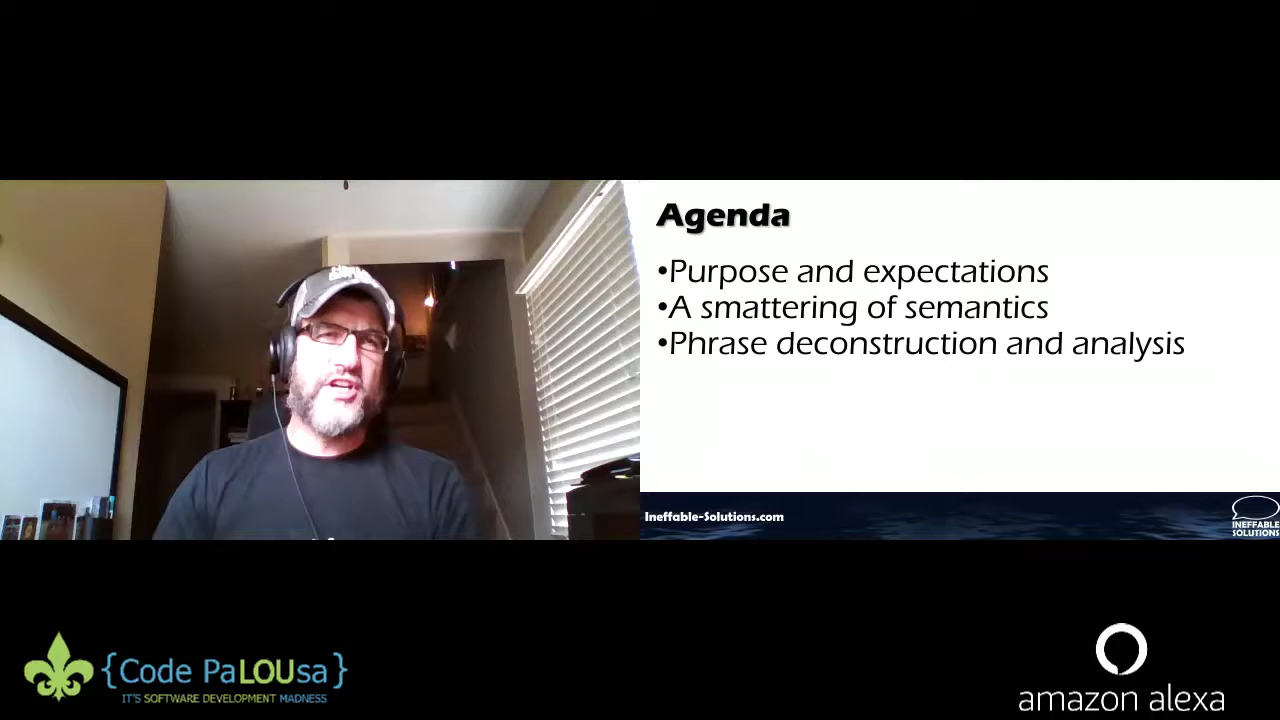 Agenda
•Purpose and expectations
•A smattering of semantics
•Phrase deconstruction and analysis
Ineffable-Solutions.com
INEFFABLE
SOLUTIONS
{Code PaLOUsa}
IT'S SOFTWARE DEVELOPMENT MADNESS
amazon alexa